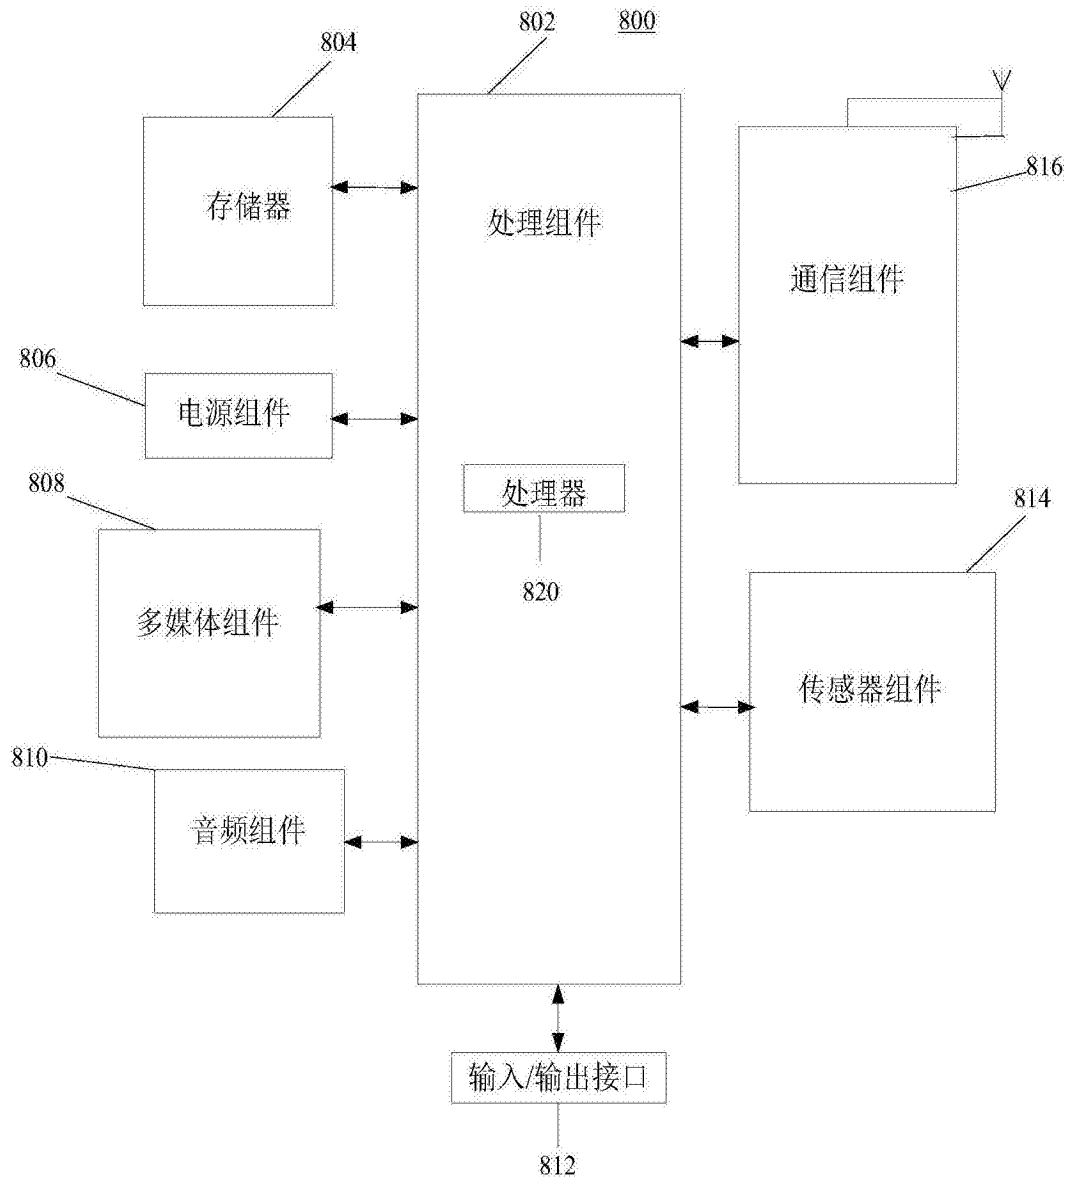 802
800
804
816
存储器
处理组件
通信组件
806
电源组件
808
处理器
814
820
多媒体组件
传感器组件
810
音频组件
输入/输出接口
812